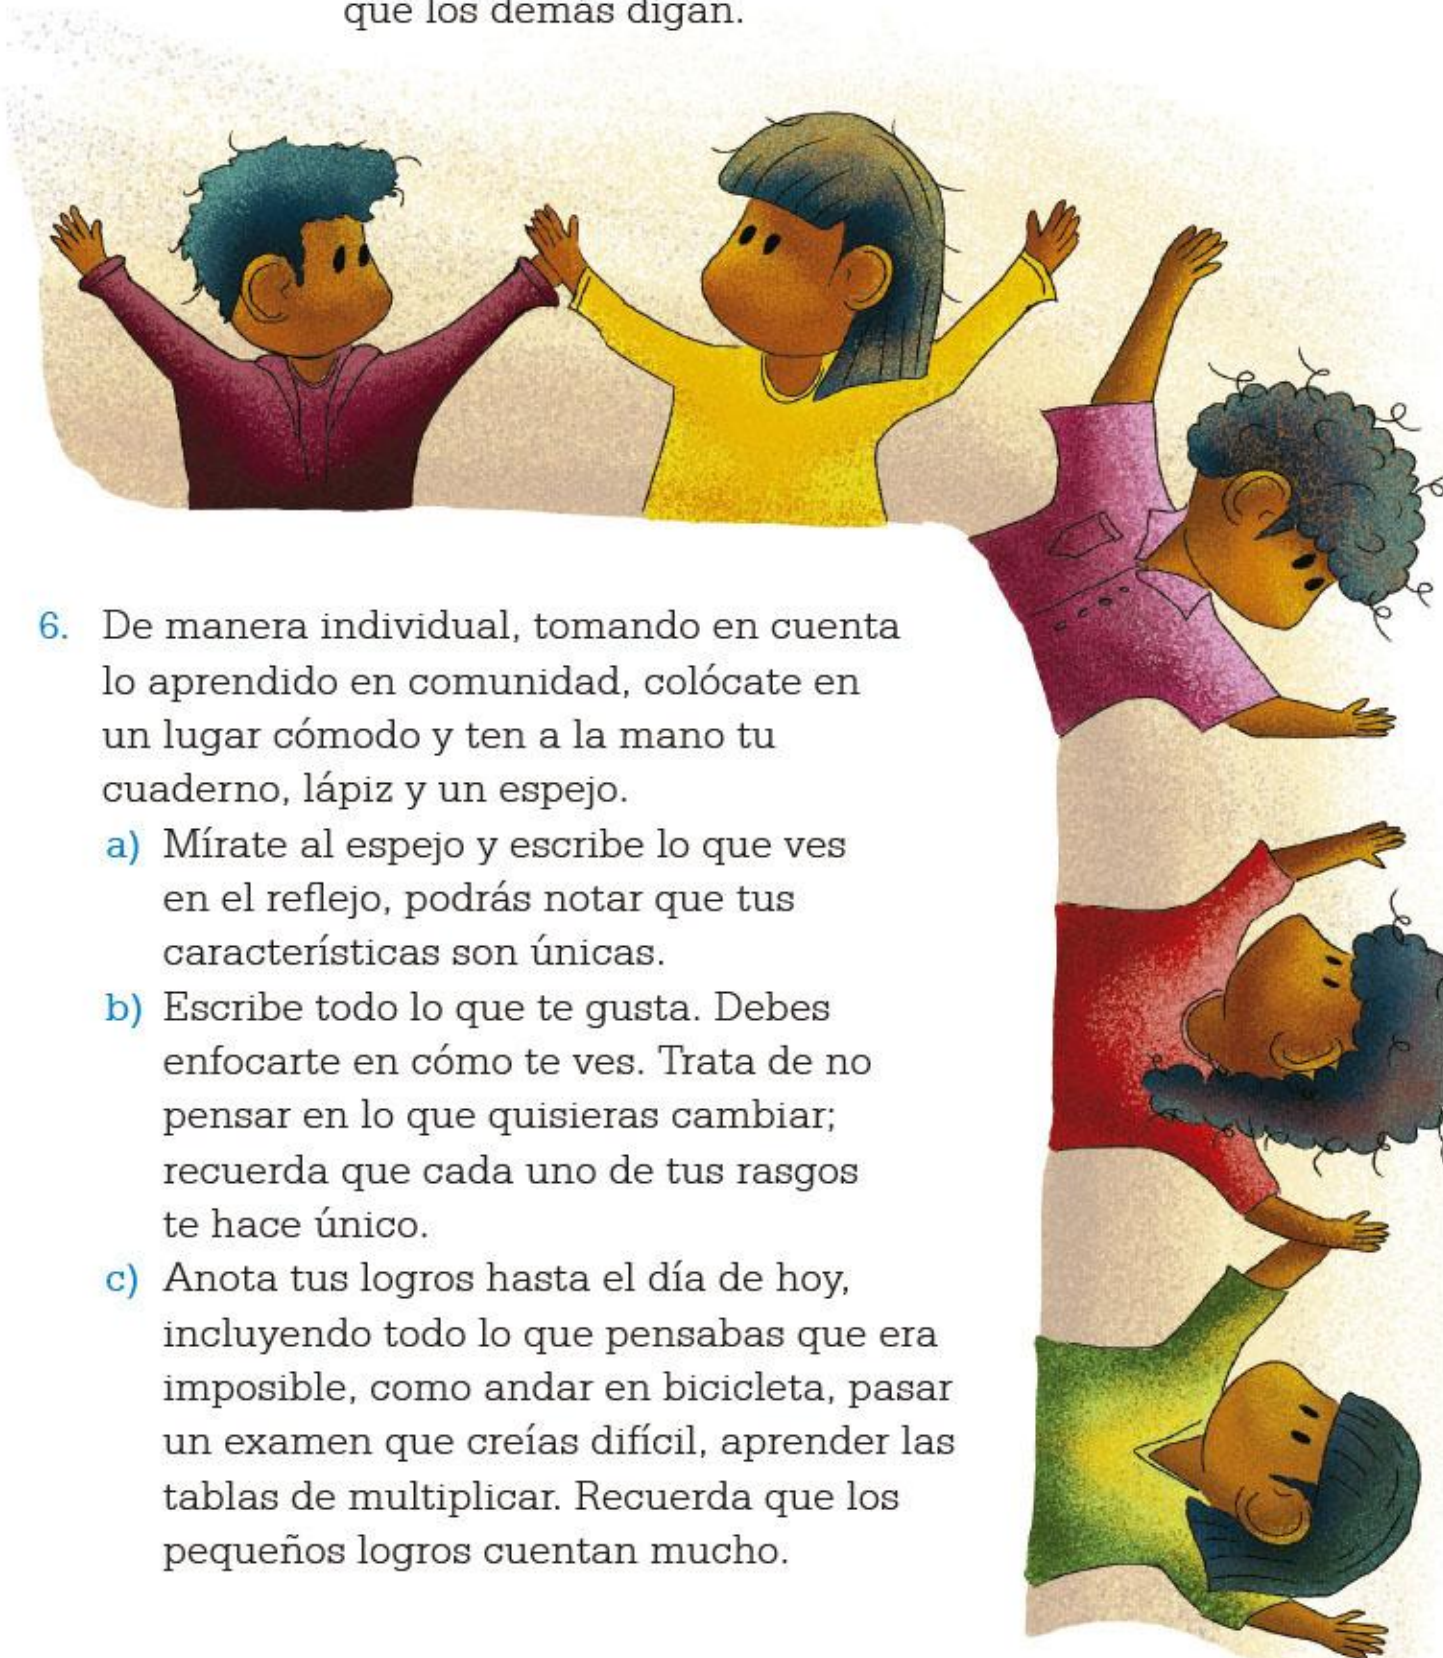 que los demás digan.
6. De manera individual, tomando en cuenta
lo aprendido en comunidad, colócate en
un lugar cómodo y ten a la mano tu
cuaderno, lápiz y un espejo.
a) Mírate al espejo y escribe lo que ves
en el reflejo, podrás notar que tus
características son únicas.
b) Escribe todo lo que te gusta. Debes
enfocarte en cómo te ves. Trata de no
pensar en lo que quisieras cambiar;
recuerda que cada uno de tus rasgos
te hace único.
c) Anota tus logros hasta el día de hoy,
incluyendo todo lo que pensabas que era
imposible, como andar en bicicleta, pasar
un examen que creías difícil, aprender las
tablas de multiplicar. Recuerda que los
pequeños logros cuentan mucho.